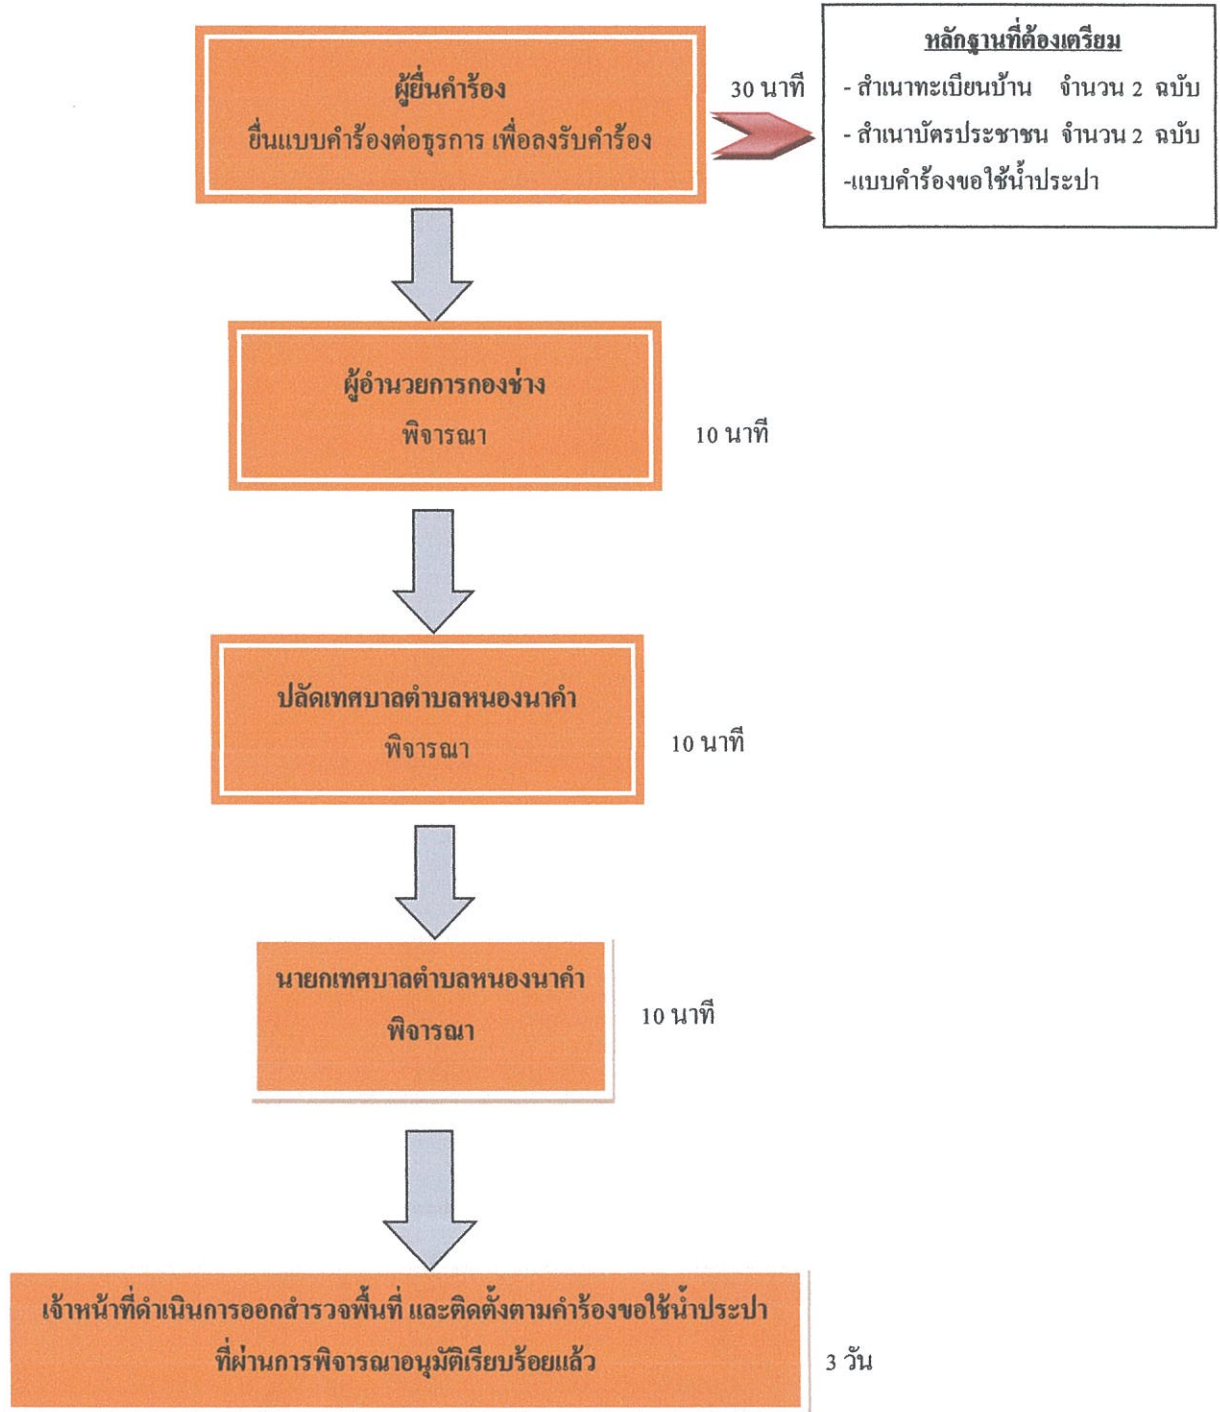 ผู้ยื่นคำร้อง
ยื่นแบบคำร้องต่อธุรการ เพื่อลงรับคำร้อง
30 นาที
หลักฐานที่ต้องเตรียม
- สำเนาทะเบียนบ้าน จำนวน 2 ฉบับ
- สำเนาบัตรประชาชน จำนวน 2 ฉบับ
-แบบคำร้องขอใช้น้ำประปา
ผู้อำนวยการกองช่าง
พิจารณา
10 นาที
ปลัดเทศบาลตำบลหนองนาคำ
พิจารณา
10 นาที
นายกเทศบาลตำบลหนองนาคำ
พิจารณา
10 นาที
เจ้าหน้าที่ดำเนินการออกสำรวจพื้นที่ และติดตั้งตามคำร้องขอใช้น้ำประปา
ที่ผ่านการพิจารณาอนุมัติเรียบร้อยแล้ว
3 วัน